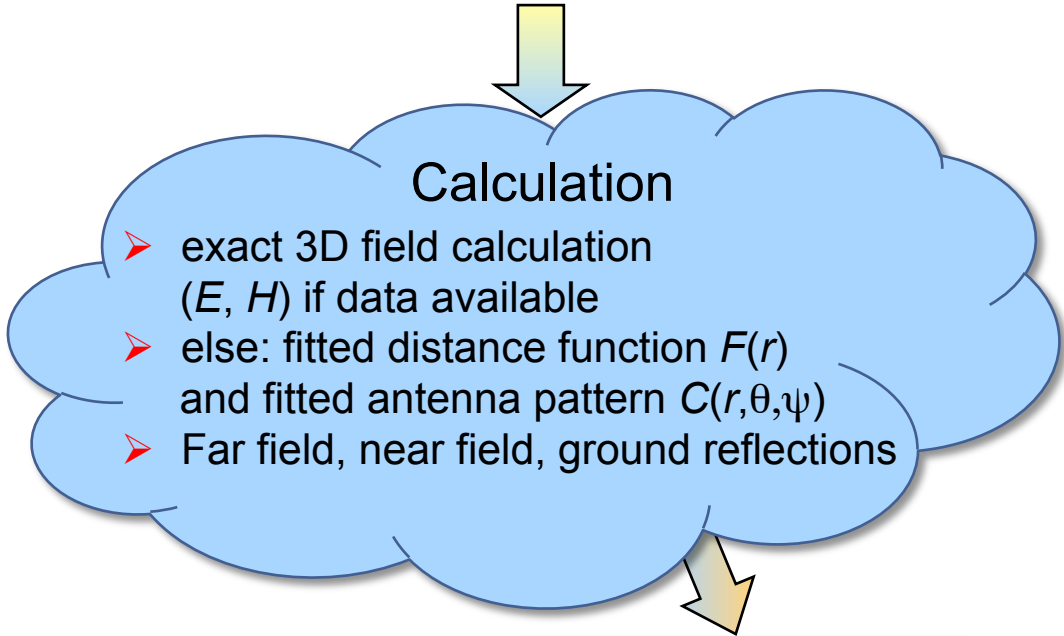 Calculation
➢ exact 3D field calculation
(E, H) if data available
➢ else: fitted distance function F(r)
and fitted antenna pattern C(r,θ,ψ)
➢ Far field, near field, ground reflections